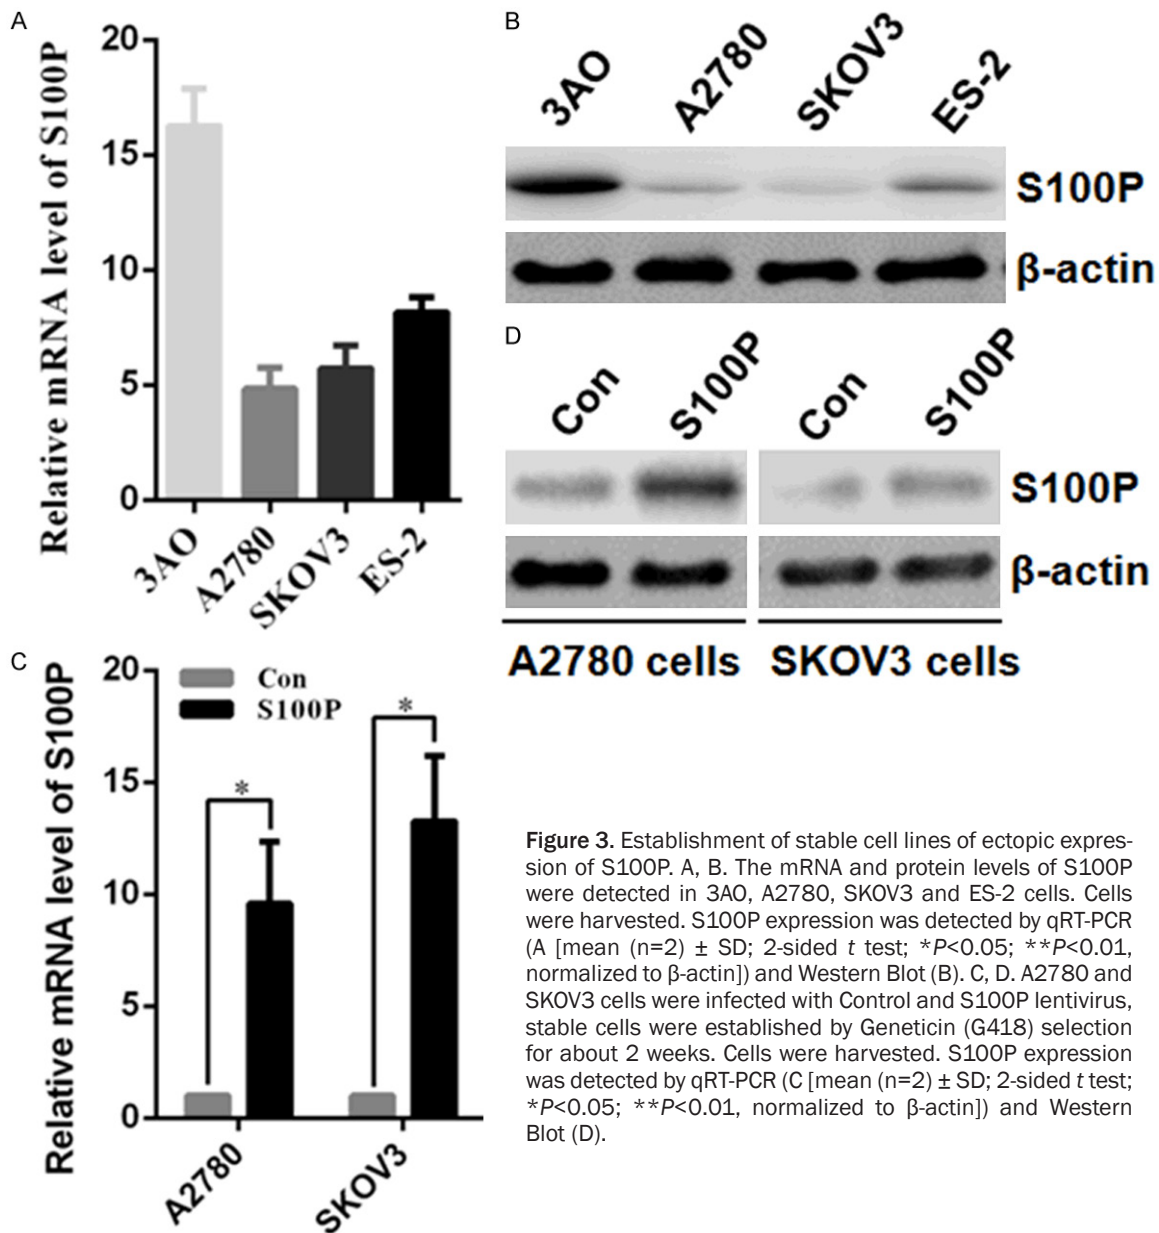 A
Relative mRNA level of S100P
20
15
10
5
0
3AO
A2780
SKOV3
ES-2
B
3AO
A2780
SKOV3
ES-2
S100P
β-actin
D
Con
S100P
Con
S100P
S100P
β-actin
A2780 cells
SKOV3 cells
C
Relative mRNA level of S100P
20
15
10
5
0
Con
S100P
*
*
A2780
SKOV3
Figure 3. Establishment of stable cell lines of ectopic expres-
sion of S100P. A, B. The mRNA and protein levels of S100P
were detected in 3AO, A2780, SKOV3 and ES-2 cells. Cells
were harvested. S100P expression was detected by qRT-PCR
(A [mean (n=2) ± SD; 2-sided t test; *P<0.05; **P<0.01,
normalized to β-actin]) and Western Blot (B). C, D. A2780 and
SKOV3 cells were infected with Control and S100P lentivirus,
stable cells were established by Geneticin (G418) selection
for about 2 weeks. Cells were harvested. S100P expression
was detected by qRT-PCR (C [mean (n=2) ± SD; 2-sided t test;
*P<0.05; **P<0.01, normalized to β-actin]) and Western
Blot (D).